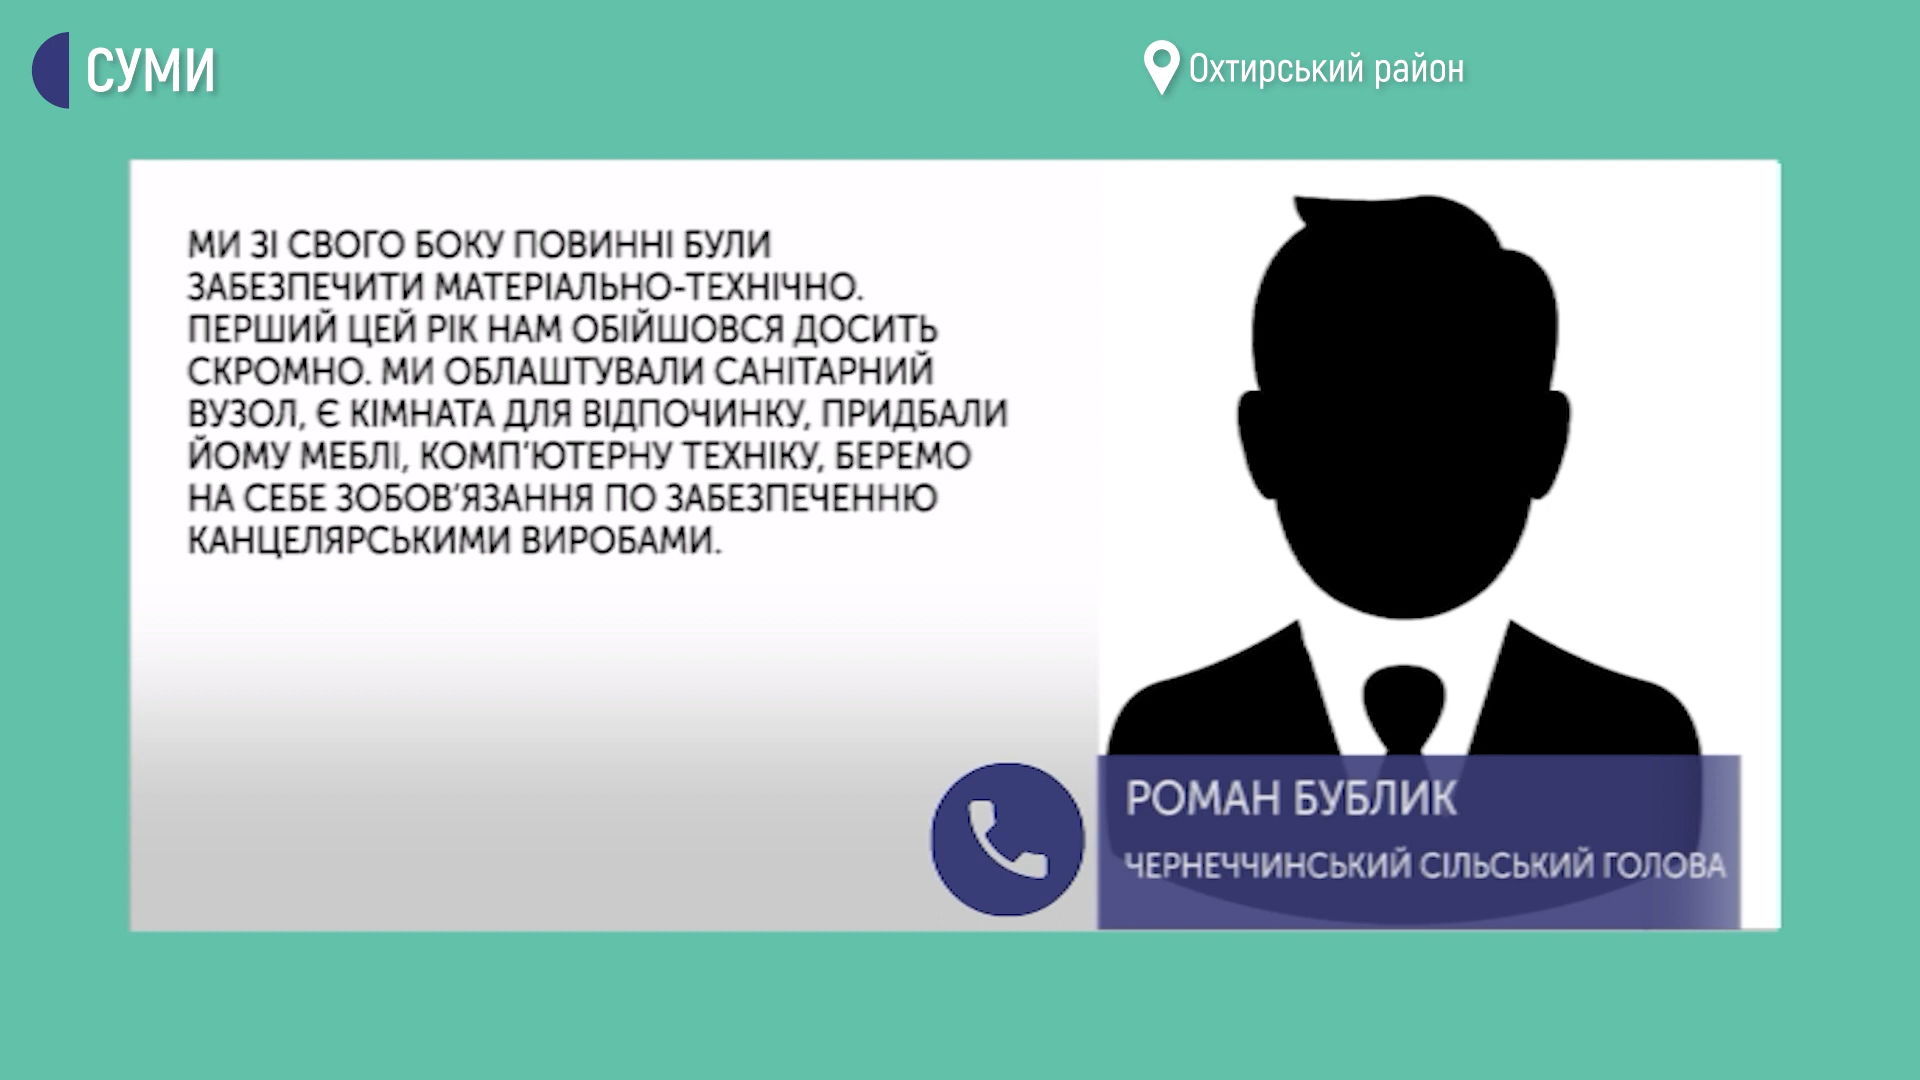 СУМИ
Охтирський район
МИ ЗІ СВОГО БОКУ ПОВИННІ БУЛИ
ЗАБЕЗПЕЧИТИ МАТЕРІАЛЬНО-ТЕХНІЧНО.
ПЕРШИЙ ЦЕЙ РІК НАМ ОБІЙШОВСЯ ДОСИТЬ
СКРОМНО. МИ ОБЛАШТУВАЛИ САНІТАРНИЙ
ВУЗОЛ, Є КІМНАТА ДЛЯ ВІДПОЧИНКУ, ПРИДБАЛИ
ЙОМУ МЕБЛІ, КОМП’ЮТЕРНУ ТЕХНІКУ, БЕРЕМО
НА СЕБЕ ЗОБОВ’ЯЗАННЯ ПО ЗАБЕЗПЕЧЕННЮ
КАНЦЕЛЯРСЬКИМИ ВИРОБАМИ.
РОМАН БУБЛИК
ЧЕРНЕЧЧИНСЬКИЙ СІЛЬСЬКИЙ ГОЛОВА